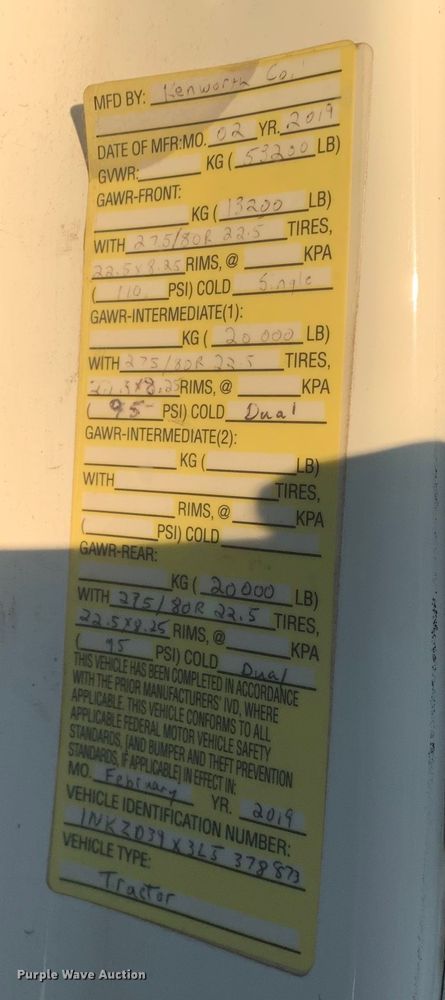 MFD BY: Kenworth Co.
DATE OF MFR:MO. 02 YR. 2019
GVWR: KG ( 53200 LB)
GAWR-FRONT:
KG ( 13200 LB)
WITH 275/80R 22.5 TIRES,
22.5x8.25 RIMS, @ KPA
( 110 PSI) COLD Single
GAWR-INTERMEDIATE(1):
KG ( 20 000 LB)
WITH 275/80R 22.5 TIRES,
22.5x8.25 RIMS, @ KPA
( 95 PSI) COLD Dual
GAWR-INTERMEDIATE(2):
KG ( LB)
WITH TIRES,
RIMS, @ KPA
( PSI) COLD
GAWR-REAR:
KG ( 20000 LB)
WITH 275/80R 22.5 TIRES,
22.5x8.25 RIMS, @ KPA
( 95 PSI) COLD Dual
THIS VEHICLE HAS BEEN COMPLETED IN ACCORDANCE
WITH THE PRIOR MANUFACTURERS' IVD, WHERE
APPLICABLE. THIS VEHICLE CONFORMS TO ALL
APPLICABLE FEDERAL MOTOR VEHICLE SAFETY
STANDARDS, [AND BUMPER AND THEFT PREVENTION
STANDARDS, IF APPLICABLE] IN EFFECT IN:
MO. February YR. 2019
VEHICLE IDENTIFICATION NUMBER:
1NKZD39X3L5 378873
VEHICLE TYPE:
Tractor
Purple Wave Auction